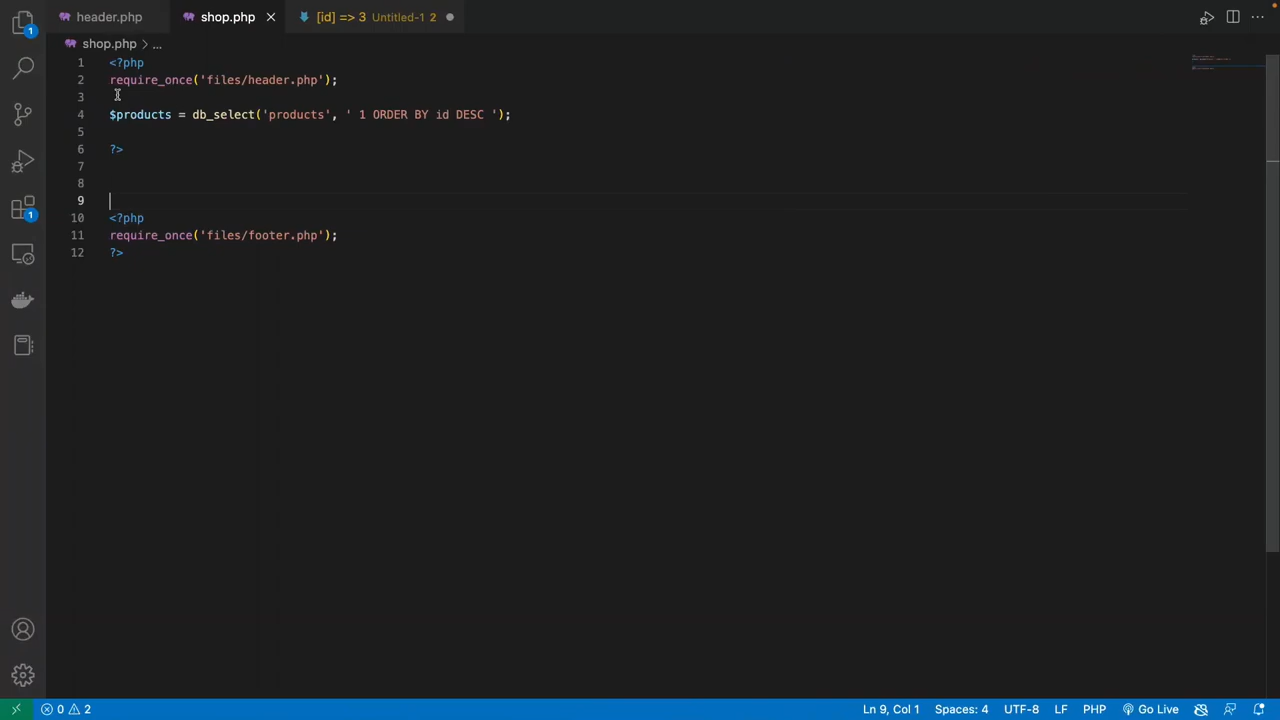 header.php shop.php [id] => 3 Untitled-1 2
shop.php > ...
1 <?php
2 require_once('files/header.php');
3
4 $products = db_select('products', ' 1 ORDER BY id DESC ');
5
6 ?>
7
8
9
10 <?php
11 require_once('files/footer.php');
12 ?>
1
1
0 2 Ln 9, Col 1 Spaces: 4 UTF-8 LF PHP Go Live